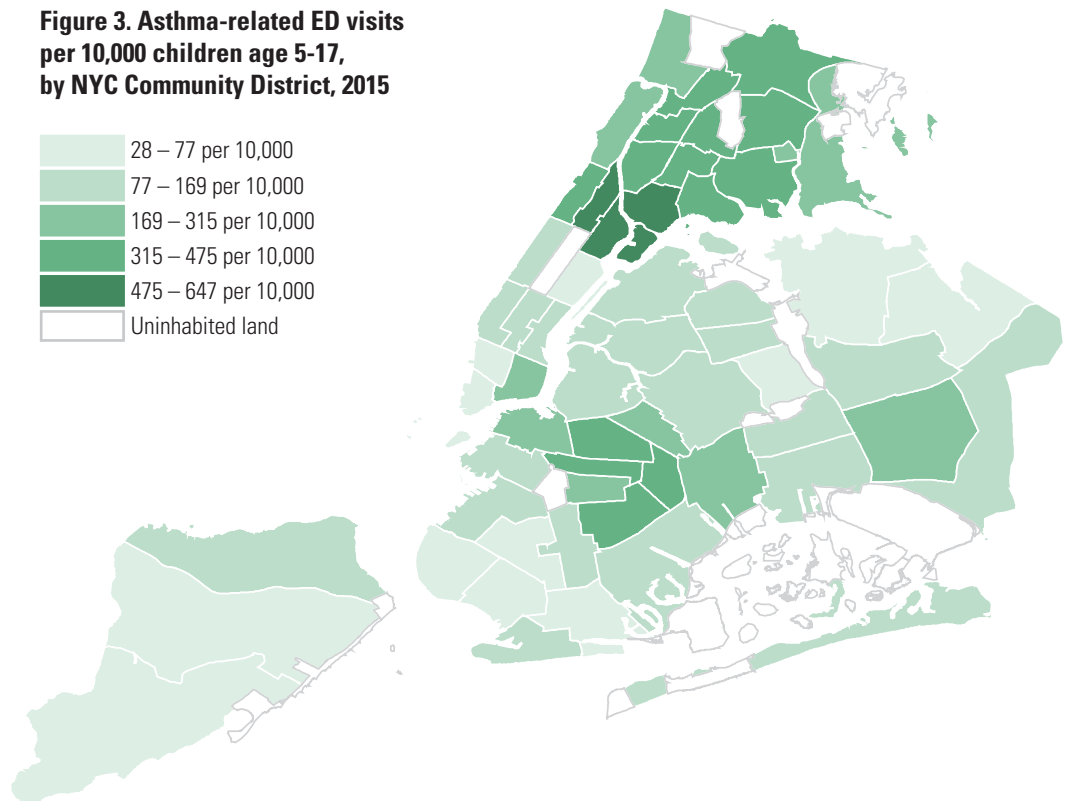 Figure 3. Asthma-related ED visits
per 10,000 children age 5-17,
by NYC Community District, 2015
28 – 77 per 10,000
77 – 169 per 10,000
169 – 315 per 10,000
315 – 475 per 10,000
475 – 647 per 10,000
Uninhabited land